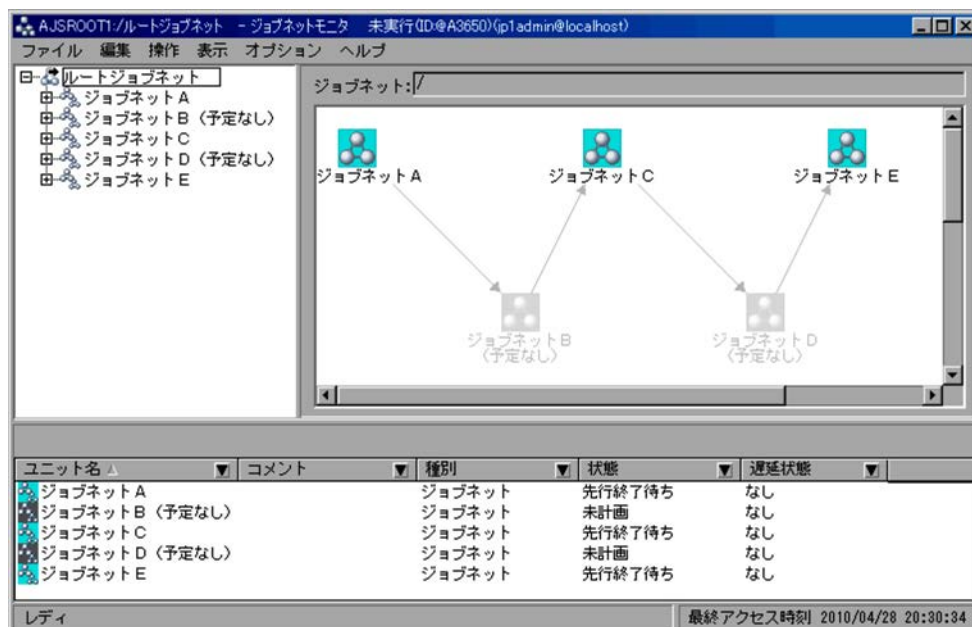 AJSROOT1:/ルートジョブネット - ジョブネットモニタ 未実行(ID:@A3650)(jp1admin@localhost)
ファイル 編集 操作 表示 オプション ヘルプ
ルートジョブネット
ジョブネットA
ジョブネットB（予定なし）
ジョブネットC
ジョブネットD（予定なし）
ジョブネットE
ジョブネット:/
ジョブネットA ジョブネットC ジョブネットE
ジョブネットB ジョブネットD
（予定なし） （予定なし）
ユニット名 コメント 種別 状態 遅延状態
ジョブネットA ジョブネット 先行終了待ち なし
ジョブネットB（予定なし） ジョブネット 未計画 なし
ジョブネットC ジョブネット 先行終了待ち なし
ジョブネットD（予定なし） ジョブネット 未計画 なし
ジョブネットE ジョブネット 先行終了待ち なし
レディ 最終アクセス時刻 2010/04/28 20:30:34